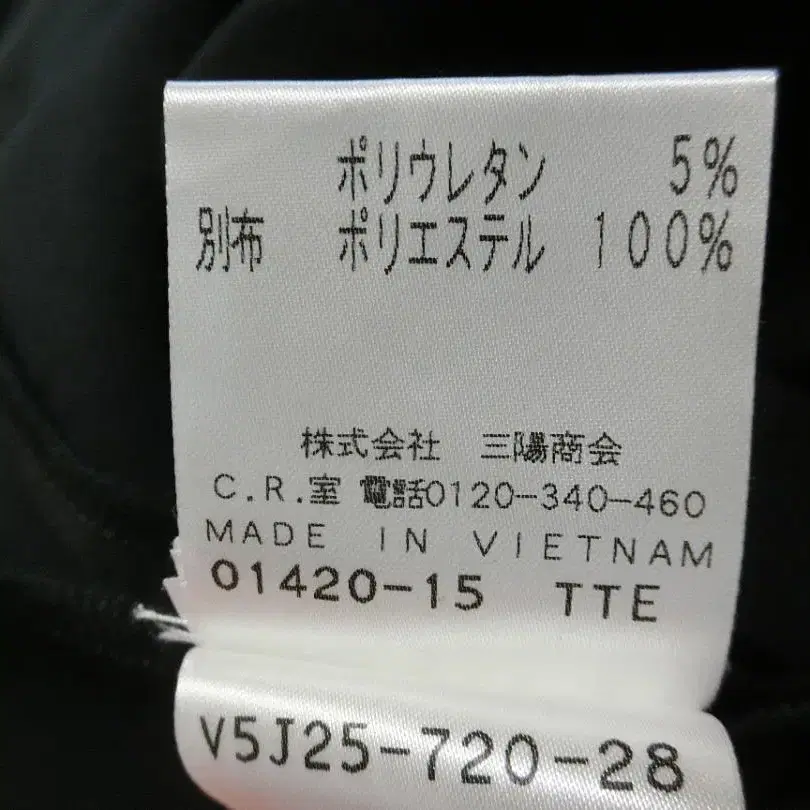 ポリウレタン 5%
別布 ポリエステル 100%
株式会社 三陽商会
C.R.室 電話0120-340-460
MADE IN VIETNAM
01420-15 TTE
V5J25-720-28